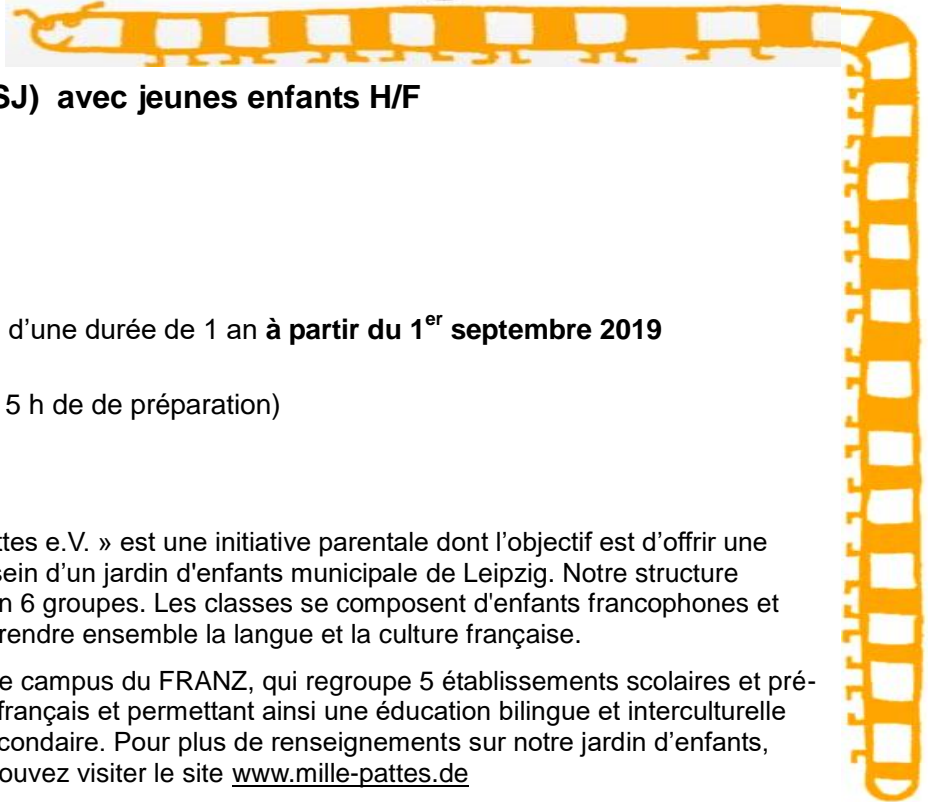 SJ) avec jeunes enfants H/F
d’une durée de 1 an à partir du 1er septembre 2019
5 h de de préparation)
ttes e.V. » est une initiative parentale dont l’objectif est d’offrir une
sein d’un jardin d'enfants municipale de Leipzig. Notre structure
n 6 groupes. Les classes se composent d'enfants francophones et
rendre ensemble la langue et la culture française.
e campus du FRANZ, qui regroupe 5 établissements scolaires et pré-
français et permettant ainsi une éducation bilingue et interculturelle
condaire. Pour plus de renseignements sur notre jardin d’enfants,
ouvez visiter le site www.mille-pattes.de